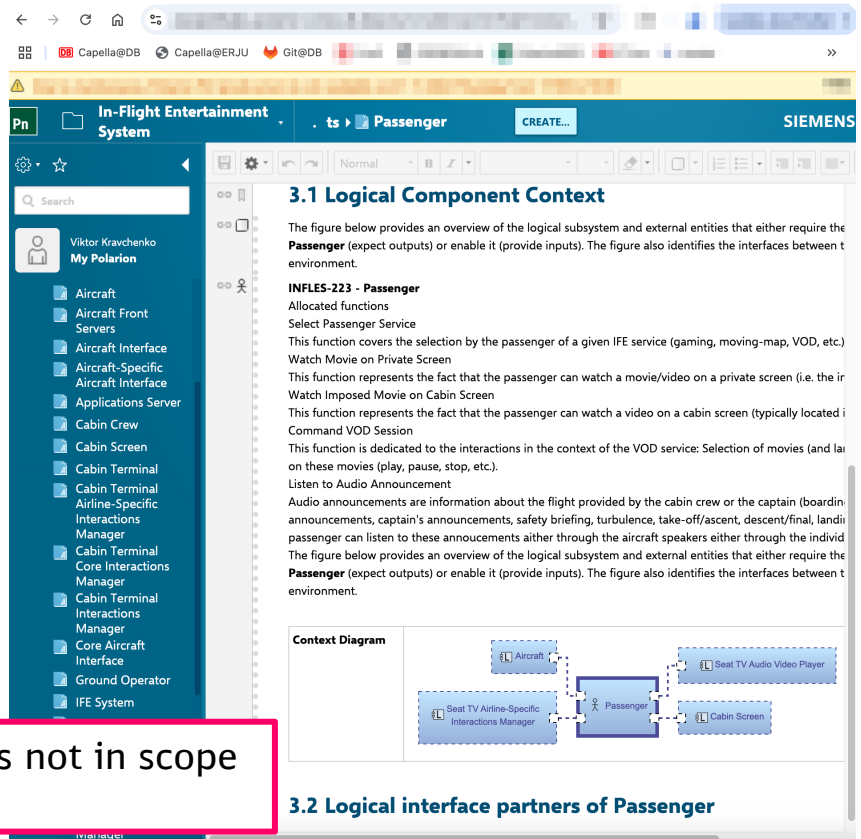 Capella@DB
Capella@ERJU
Git@DB
Pn
In-Flight Entertainment System
. ts
Passenger
CREATE...
SIEMENS
Normal
B
I
Search
Viktor Kravchenko
My Polarion
Aircraft
Aircraft Front
Servers
Aircraft Interface
Aircraft-Specific
Aircraft Interface
Applications Server
Cabin Crew
Cabin Screen
Cabin Terminal
Cabin Terminal
Airline-Specific
Interactions
Manager
Cabin Terminal
Core Interactions
Manager
Cabin Terminal
Interactions
Manager
Core Aircraft
Interface
Ground Operator
IFE System
Manager
s not in scope
3.1 Logical Component Context
The figure below provides an overview of the logical subsystem and external entities that either require the
Passenger (expect outputs) or enable it (provide inputs). The figure also identifies the interfaces between t
environment.
INFLES-223 - Passenger
Allocated functions
Select Passenger Service
This function covers the selection by the passenger of a given IFE service (gaming, moving-map, VOD, etc.)
Watch Movie on Private Screen
This function represents the fact that the passenger can watch a movie/video on a private screen (i.e. the in
Watch Imposed Movie on Cabin Screen
This function represents the fact that the passenger can watch a video on a cabin screen (typically located i
Command VOD Session
This function is dedicated to the interactions in the context of the VOD service: Selection of movies (and lan
on these movies (play, pause, stop, etc.).
Listen to Audio Announcement
Audio announcements are information about the flight provided by the cabin crew or the captain (boardin
announcements, captain's announcements, safety briefing, turbulence, take-off/ascent, descent/final, landi
passenger can listen to these annoucements aither through the aircraft speakers either through the individ
The figure below provides an overview of the logical subsystem and external entities that either require the
Passenger (expect outputs) or enable it (provide inputs). The figure also identifies the interfaces between t
environment.
Context Diagram
Aircraft
Seat TV Audio Video Player
Seat TV Airline-Specific
Interactions Manager
Passenger
Cabin Screen
3.2 Logical interface partners of Passenger